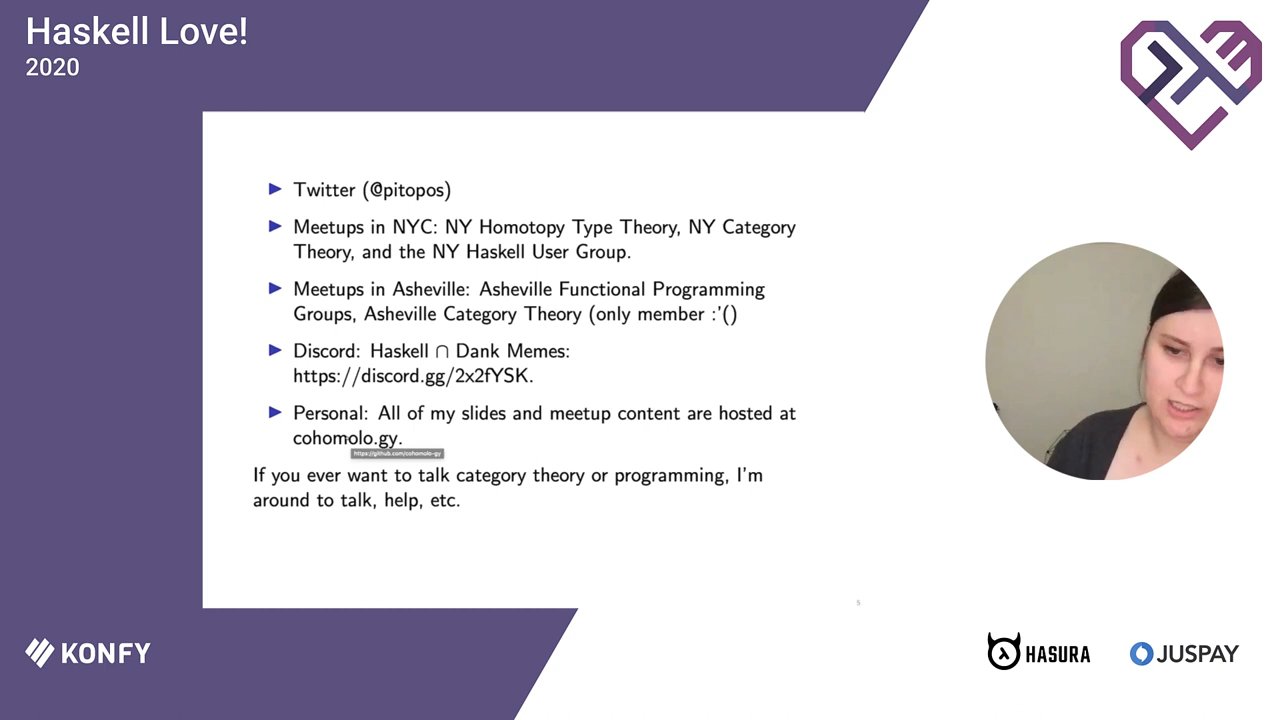 Haskell Love!
2020
Twitter (@pitopos)
Meetups in NYC: NY Homotopy Type Theory, NY Category
Theory, and the NY Haskell User Group.
Meetups in Asheville: Asheville Functional Programming
Groups, Asheville Category Theory (only member :'()
Discord: Haskell ∩ Dank Memes:
https://discord.gg/2x2fYSK.
Personal: All of my slides and meetup content are hosted at
cohomolo.gy.
https://github.com/cohomolo-gy
If you ever want to talk category theory or programming, I'm
around to talk, help, etc.
5
KONFY
HASURA
JUSPAY